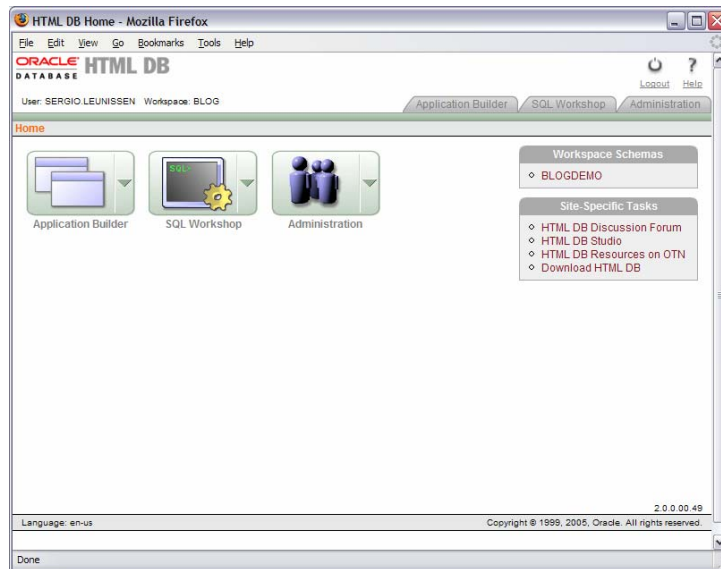 HTML DB Home - Mozilla Firefox
File Edit View Go Bookmarks Tools Help
ORACLE HTML DB
DATABASE
Logout Help
User: SERGIO.LEUNISSEN Workspace: BLOG
Application Builder SQL Workshop Administration
Home
SQL>
Application Builder SQL Workshop Administration
Workspace Schemas
BLOGDEMO
Site-Specific Tasks
HTML DB Discussion Forum
HTML DB Studio
HTML DB Resources on OTN
Download HTML DB
2.0.0.00.49
Language: en-us Copyright © 1999, 2005, Oracle. All rights reserved.
Done